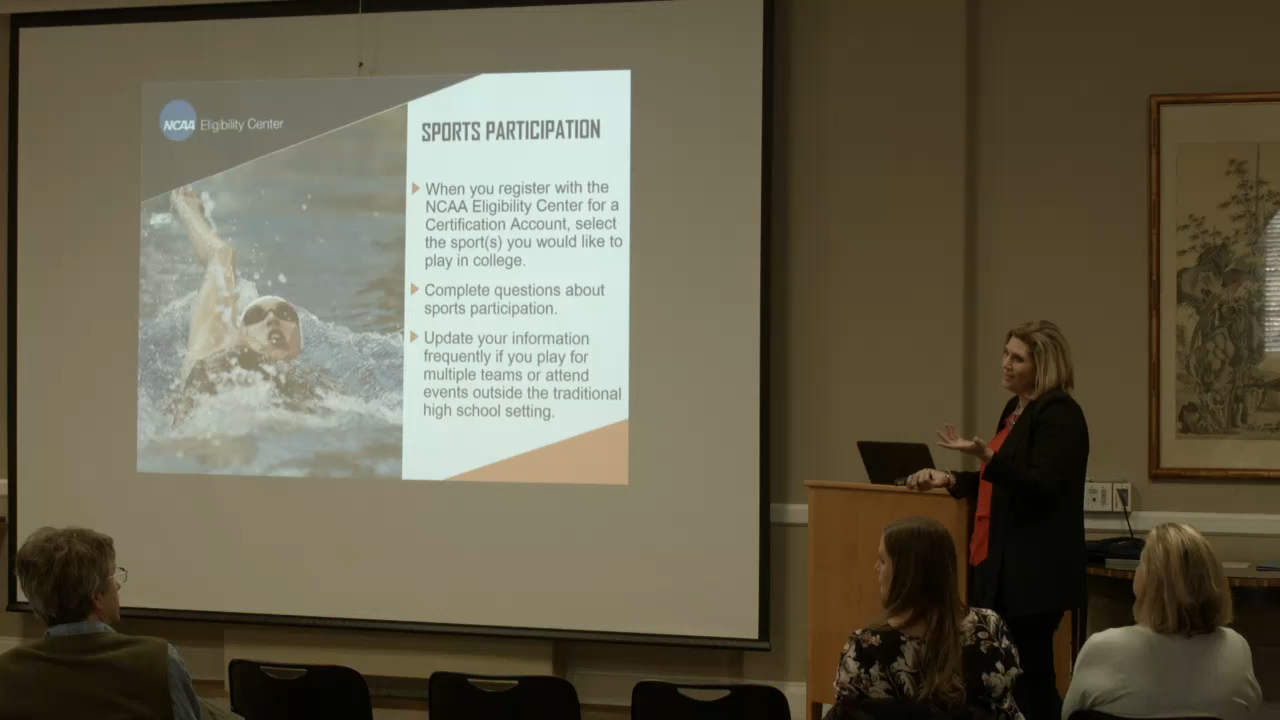 NCAA Eligibility Center
SPORTS PARTICIPATION
When you register with the
NCAA Eligibility Center for a
Certification Account, select
the sport(s) you would like to
play in college.
Complete questions about
sports participation.
Update your information
frequently if you play for
multiple teams or attend
events outside the traditional
high school setting.